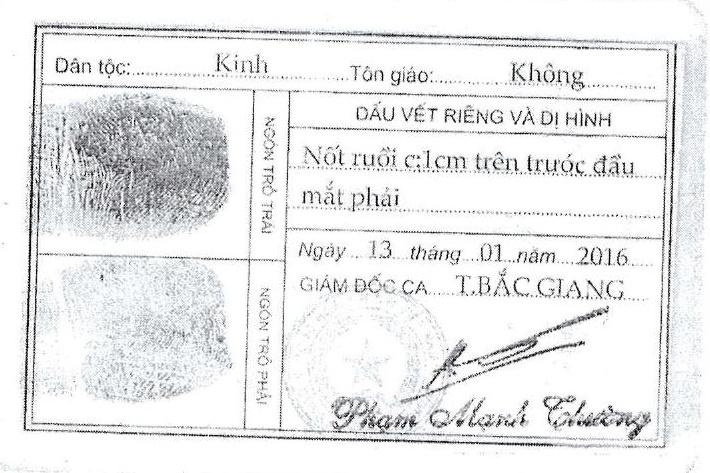 Dân tộc: Kinh Tôn giáo: Không
NGÓN TRỎ TRÁI
DẤU VẾT RIÊNG VÀ DỊ HÌNH
Nốt ruồi c:1cm trên trước đầu
mắt phải
Ngày 13 tháng 01 năm 2016
GIÁM ĐỐC CA T.BẮC GIANG
NGÓN TRỎ PHẢI
Phạm Mạnh Thường